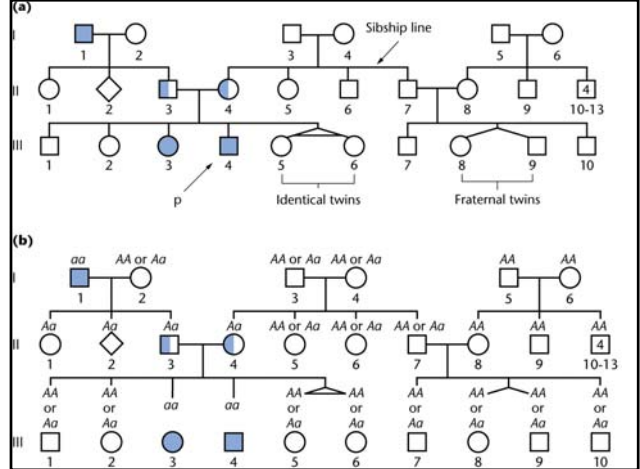 (a)
I
1 2 3 4 Sibship line 5 6
II
1 2 3 4 5 6 7 8 9 4
10-13
III
1 2 3 4 5 6 7 8 9 10
p Identical twins Fraternal twins
(b)
aa AA or Aa AA or Aa AA or Aa AA AA
I
1 2 3 4 5 6
Aa Aa Aa Aa AA or Aa AA or Aa AA or Aa AA AA AA
II
4
1 2 3 4 5 6 7 8 9 10-13
AA AA aa aa AA AA AA AA AA AA
or or or or or or or or
Aa Aa Aa Aa Aa Aa Aa Aa
III
1 2 3 4 5 6 7 8 9 10